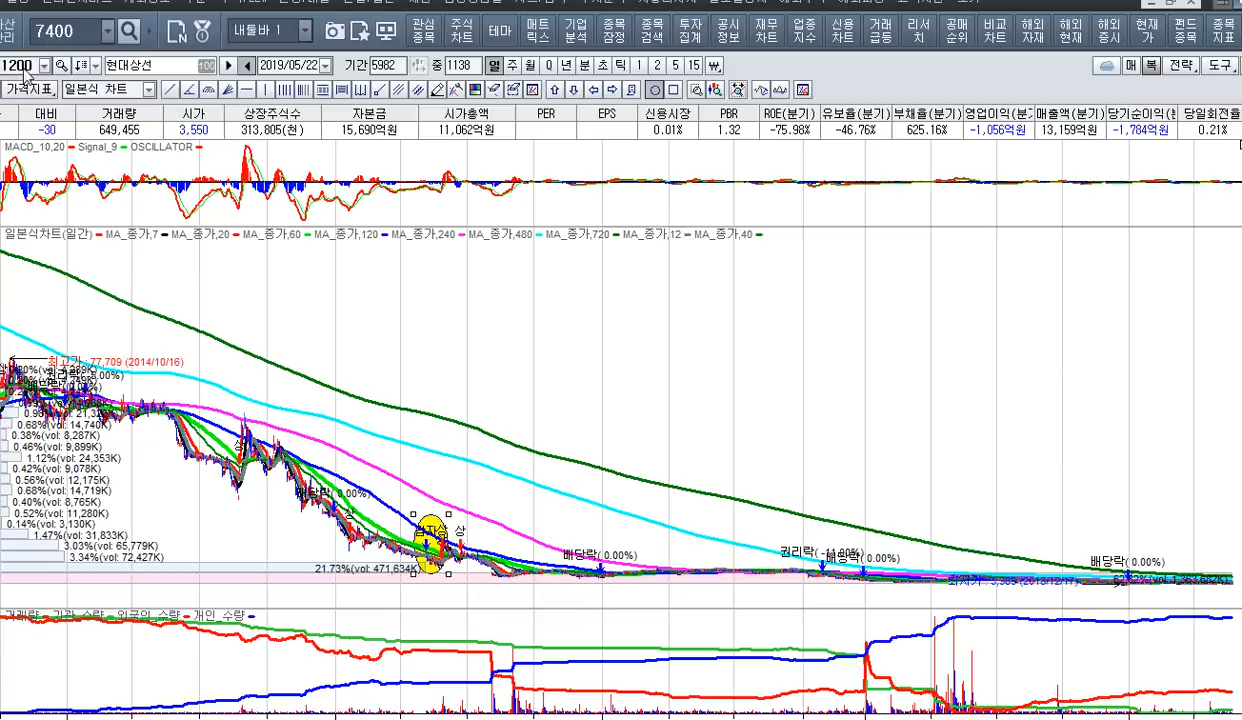 7400 내툴바 1 관심종목 주식차트 테마 매트릭스 기업분석 종목잠정 종목검색 투자집계 공시정보 재무차트 업종지수 신용차트 거래급등 리서치 공매순위 비교차트 해외자재 해외현재 해외증시 현재가 펀드종목 종목지표
1200 현대상선 100 2019/05/22 기간 5982 중 1138 일 주 월 Q 년 분 초 틱 1 2 5 15 ₩ 매 복 전략 도구
가격지표 일본식 차트
대비 거래량 시가 상장주식수 자본금 시가총액 PER EPS 신용시장 PBR ROE(분기) 유보율(분기) 부채율(분기) 영업이익(분기 매출액(분기) 당기순이익(분 당일회전율
-30 649,455 3,550 313,805(천) 15,690억원 11,062억원 0.01% 1.32 -75.98% -46.76% 625.16% -1,056억원 13,159억원 -1,784억원 0.21%
MACD_10,20 Signal_9 OSCILLATOR
일본식차트(일간) MA_종가,7 MA_종가,20 MA_종가,60 MA_종가,120 MA_종가,240 MA_종가,480 MA_종가,720 MA_종가,12 MA_종가,40
최고가 : 77,709 (2014/10/16)
0.68%(vol: 14,740K)
0.38%(vol: 8,287K)
0.46%(vol: 9,899K)
상
1.12%(vol: 24,353K)
0.42%(vol: 9,078K)
0.56%(vol: 12,175K)
0.68%(vol: 14,719K)
배당락( 0.00%)
0.40%(vol: 8,765K)
0.52%(vol: 11,280K)
상
0.14%(vol: 3,130K)
상
1.47%(vol: 31,833K)
3.03%(vol: 65,779K)
3.34%(vol: 72,427K)
배당락( 0.00%)
권리락( -11.00%)
0.00%)
배당락( 0.00%)
21.73%(vol: 471,634K)
거래량 기관_수량 외국인_수량 개인_수량